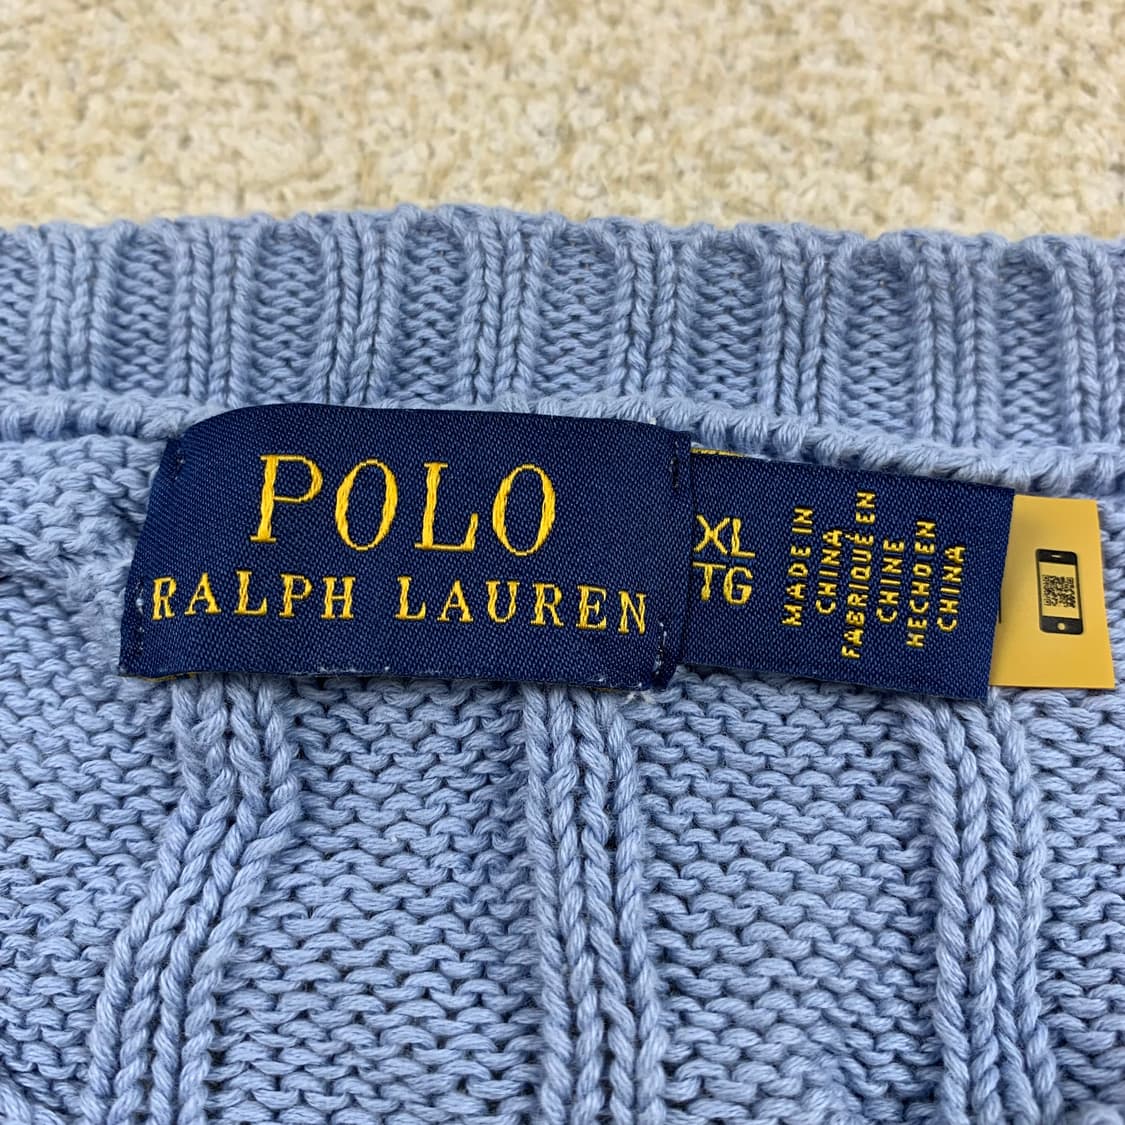 POLO
RALPH LAUREN
XL
TG
MADE IN
CHINA
FABRIQUÉ EN
CHINE
HECHO EN
CHINA